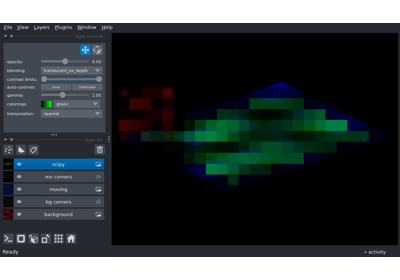 File View Layers Plugins Window Help
opacity: 0.50
blending: translucent_no_depth
contrast limits:
auto-contrast: once continuous
gamma: 1.00
colormap: green
interpolation: nearest
scipy
mv corners
moving
bg corners
background
Ready
activity